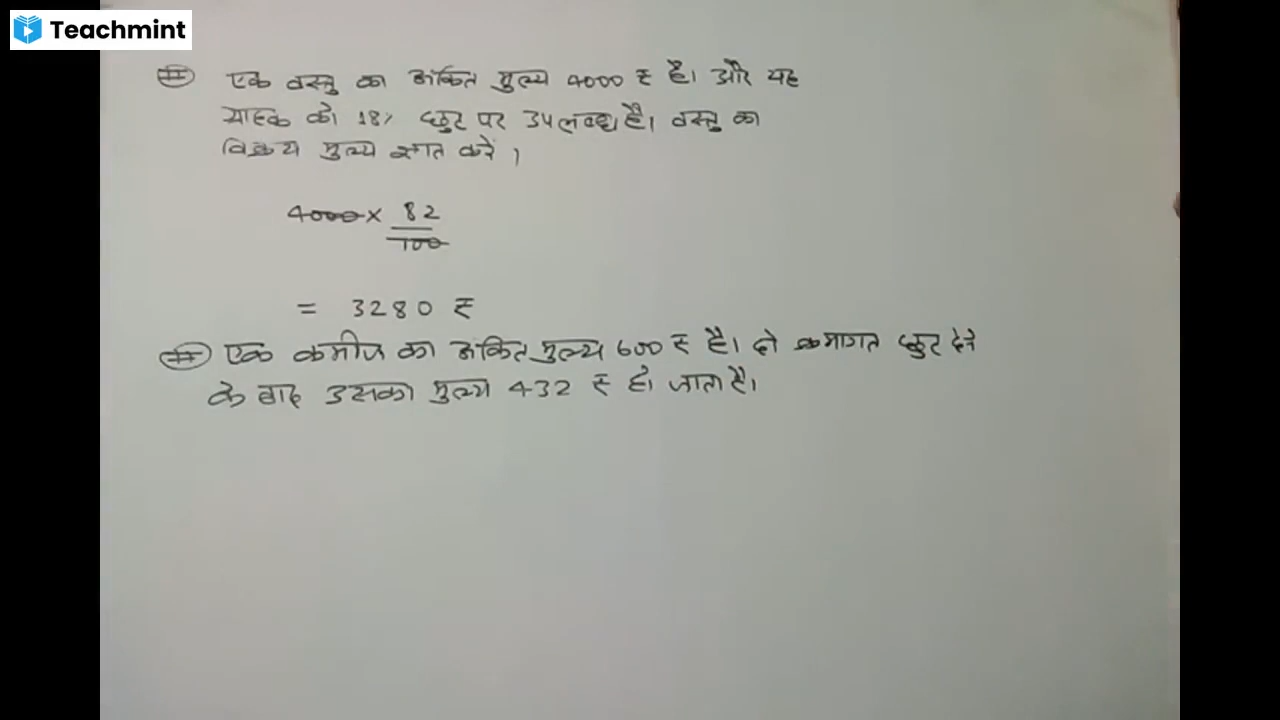 Teachmint
# एक वस्तु का अंकित मुल्य 4000 ₹ है। और यह
ग्राहक को 18% छुट पर उपलब्ध है। वस्तु का
विक्रय मुल्य ज्ञात करें।
4000 × 82
100
= 3280 ₹
# एक कमीज का अंकित मुल्य 600 ₹ है। दो क्रमागत छुट देने
के बाद उसका मुल्य 432 ₹ हो जाता है।